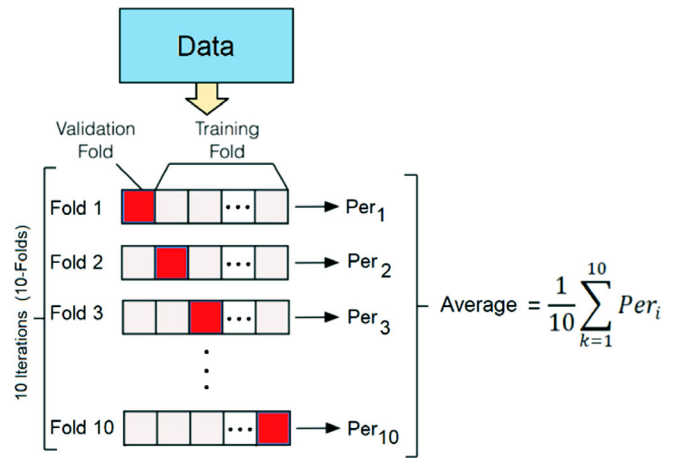 Data
Validation
Fold
Training
Fold
10 Iterations (10-Folds)
Fold 1 ... Per1
Fold 2 ... Per2
Fold 3 ... Per3
Fold 10 ... Per10
Average = 1/10 ∑ k=1 10 Per i